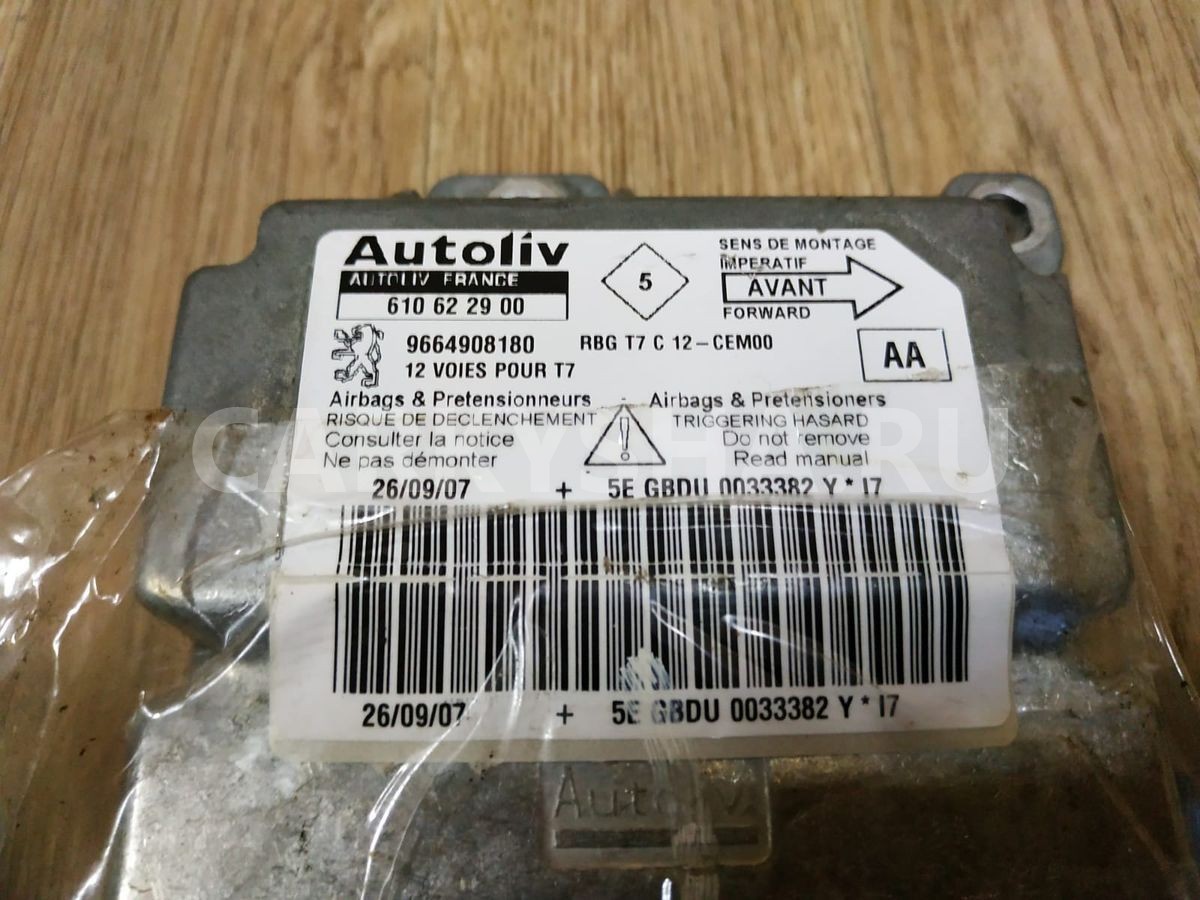 Autoliv
AUTOLIV FRANCE
610 62 29 00
5
SENS DE MONTAGE
IMPERATIF
AVANT
FORWARD
9664908180 RBG T7 C 12-CEM00
12 VOIES POUR T7
AA
Airbags & Pretensionneurs
RISQUE DE DECLENCHEMENT
Consulter la notice
Ne pas démonter
Airbags & Pretensioners
TRIGGERING HASARD
Do not remove
Read manual
26/09/07 + 5E GBDU 0033382 Y * I7
26/09/07 + 5E GBDU 0033382 Y * I7
Autoliv